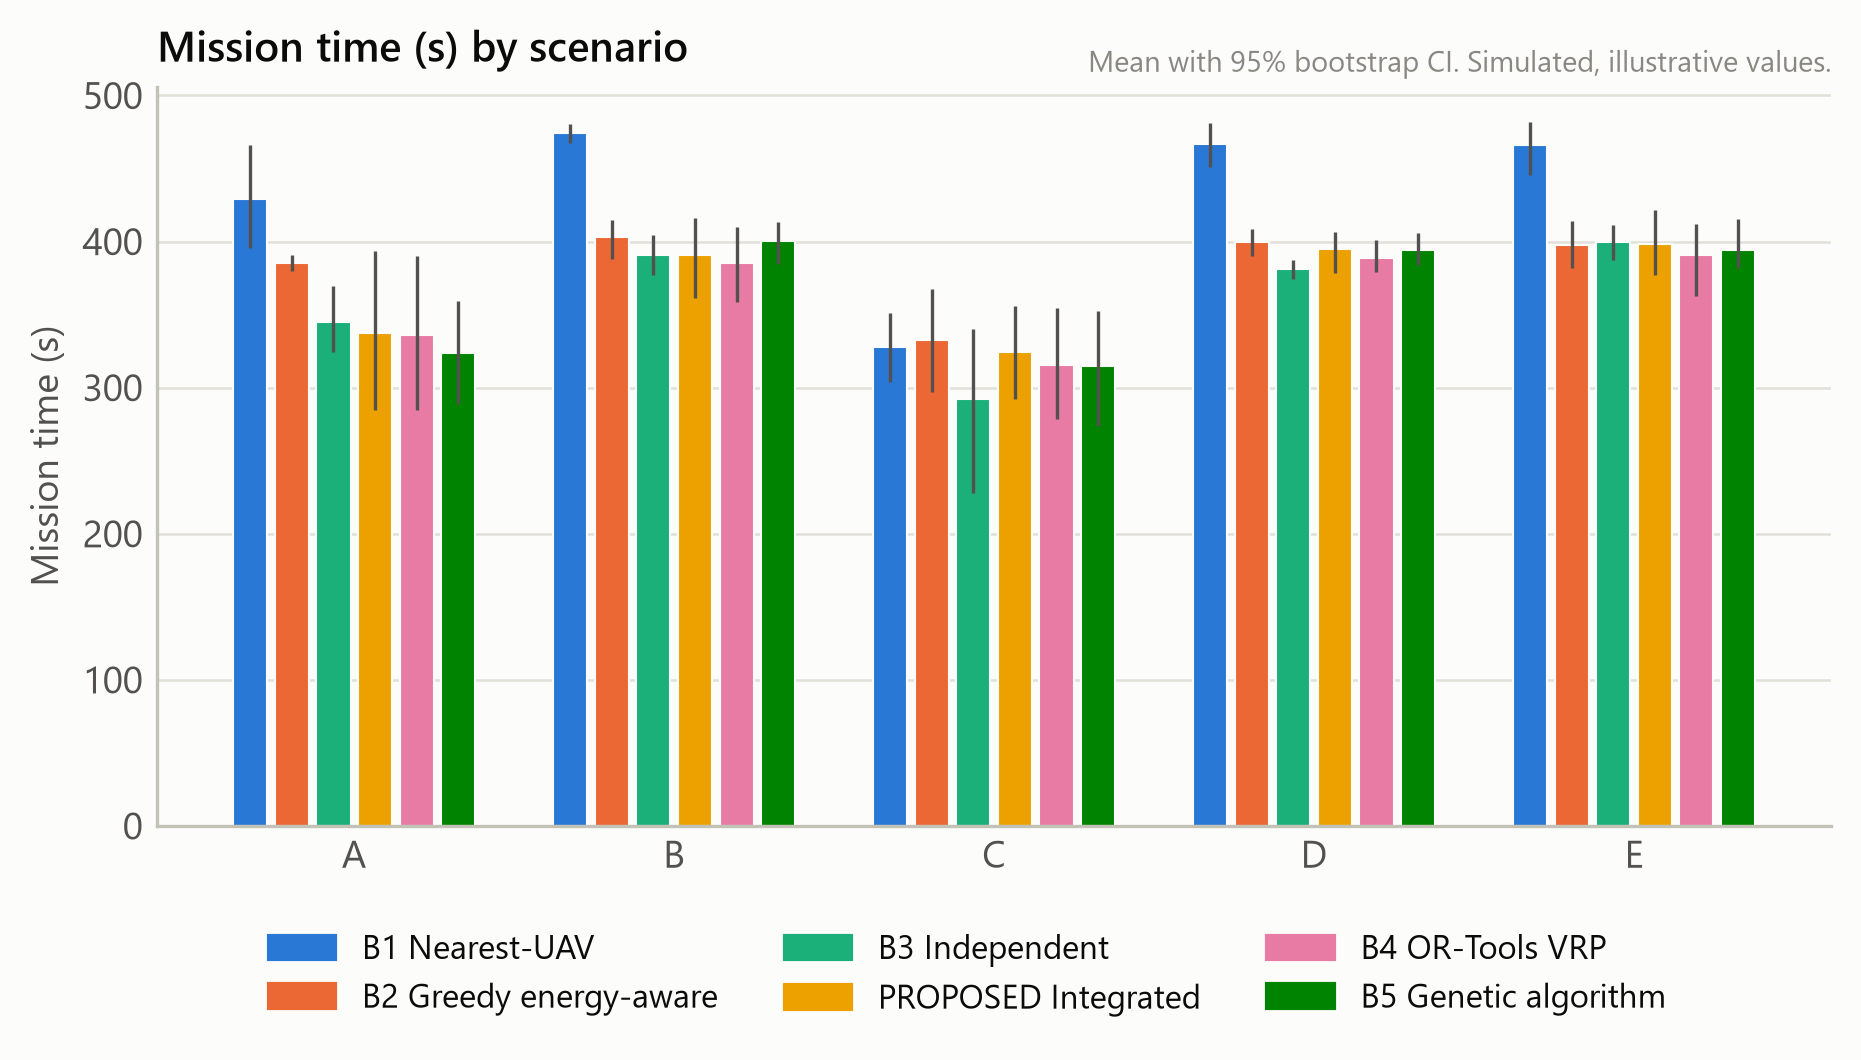 Mission time (s) by scenario
Mean with 95% bootstrap CI. Simulated, illustrative values.
Mission time (s)
500
400
300
200
100
0
A B C D E
B1 Nearest-UAV B3 Independent B4 OR-Tools VRP
B2 Greedy energy-aware PROPOSED Integrated B5 Genetic algorithm